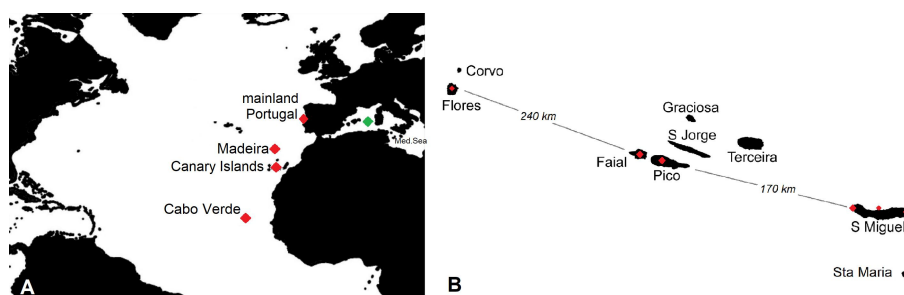 mainland
Portugal
Med.Sea
Madeira
Canary Islands
Cabo Verde
A
Corvo
Flores
240 km
Graciosa
S Jorge
Terceira
Faial
Pico
170 km
S Miguel
Sta Maria
B